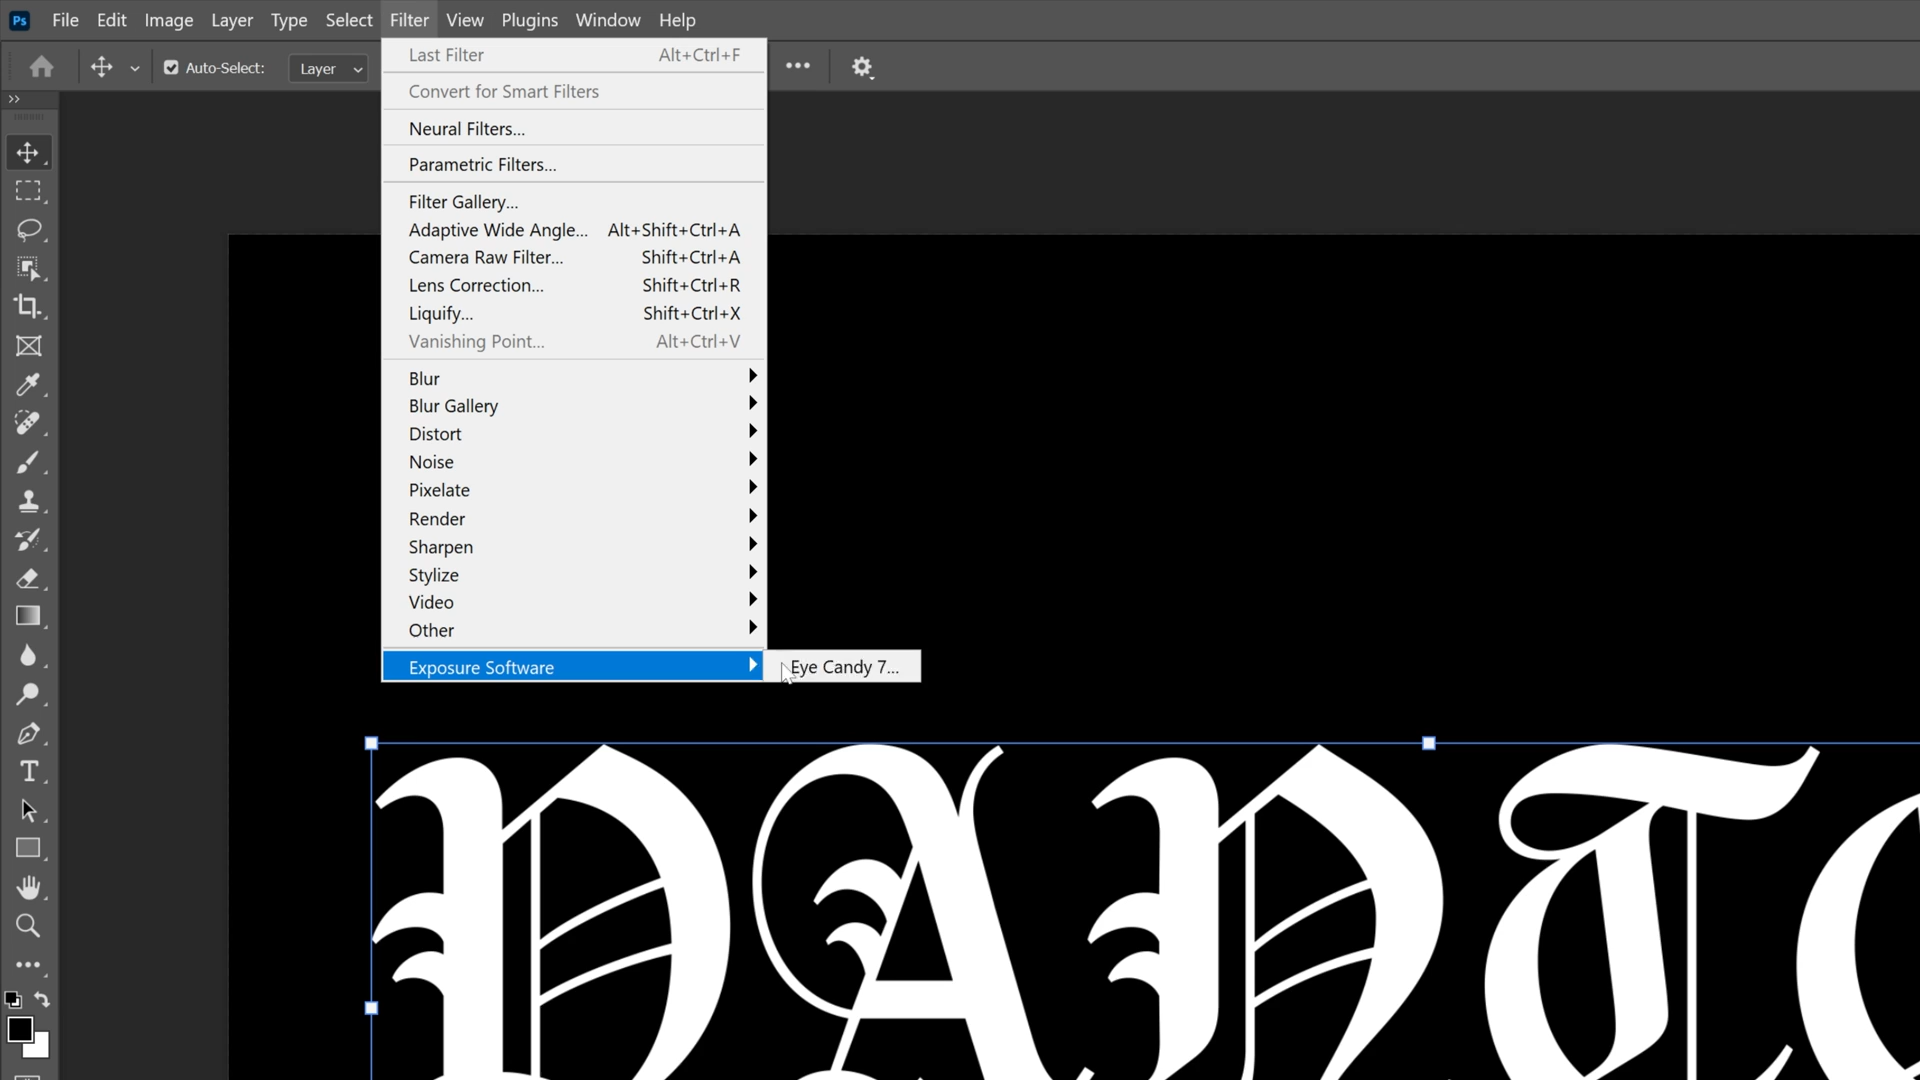 Ps File Edit Image Layer Type Select Filter View Plugins Window Help
Auto-Select: Layer
Last Filter Alt+Ctrl+F
Convert for Smart Filters
Neural Filters...
Parametric Filters...
Filter Gallery...
Adaptive Wide Angle... Alt+Shift+Ctrl+A
Camera Raw Filter... Shift+Ctrl+A
Lens Correction... Shift+Ctrl+R
Liquify... Shift+Ctrl+X
Vanishing Point... Alt+Ctrl+V
Blur
Blur Gallery
Distort
Noise
Pixelate
Render
Sharpen
Stylize
Video
Other
Exposure Software
Eye Candy 7...